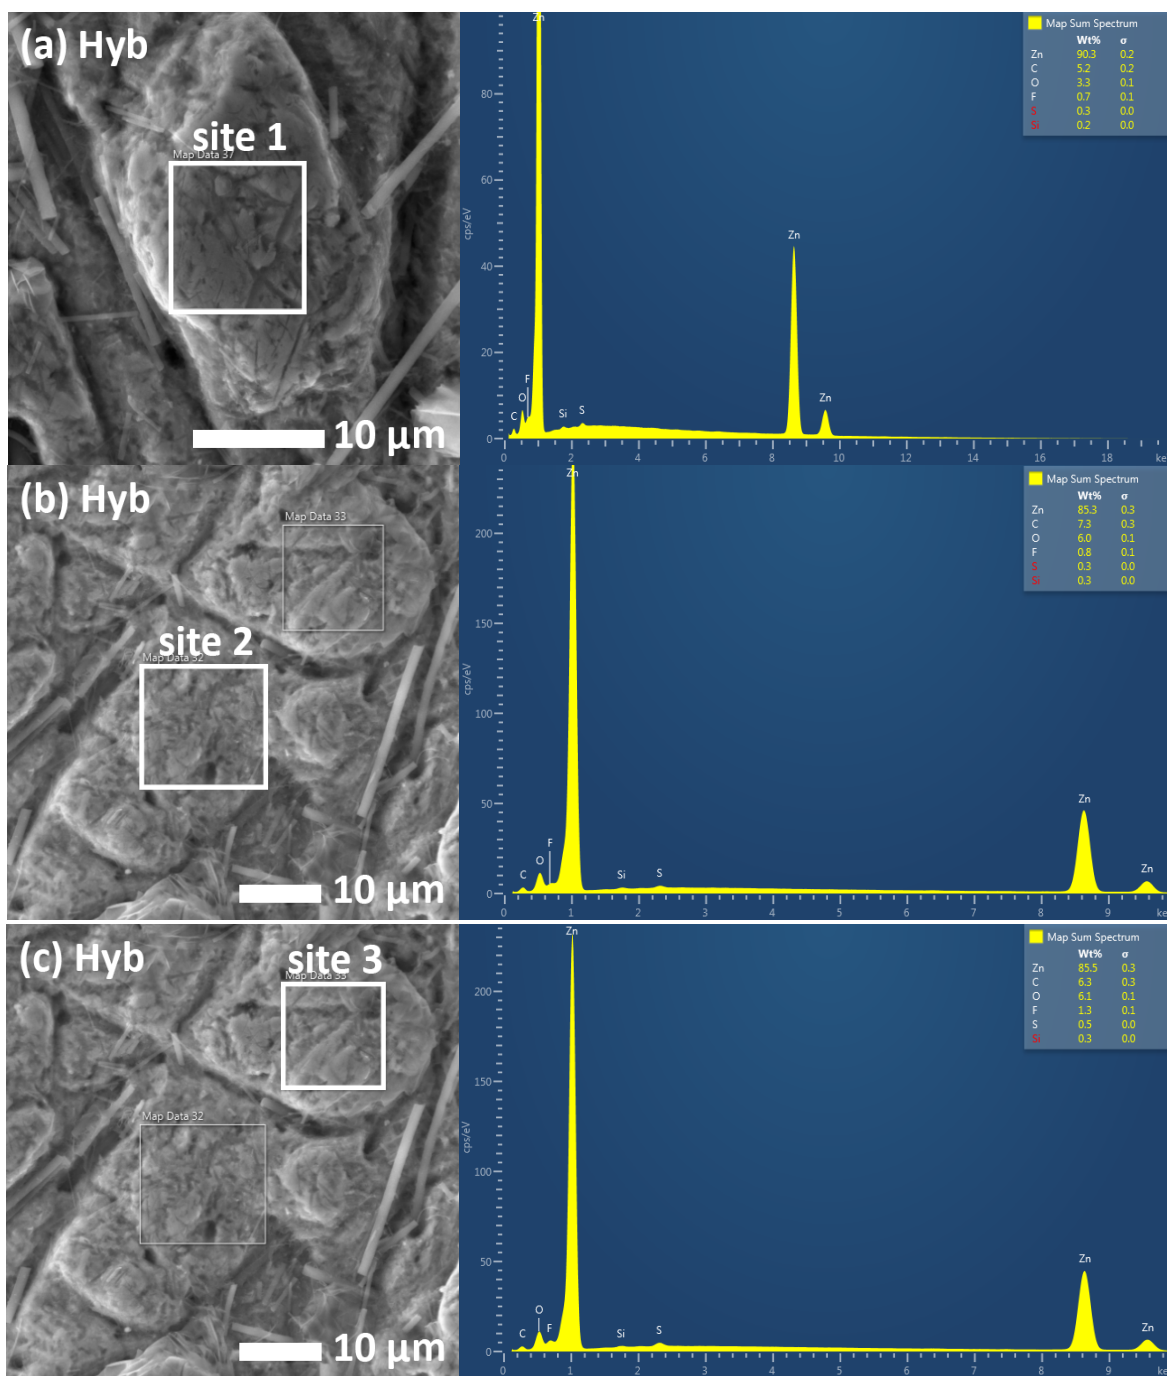 (a) Hyb
site 1
Map Data 37
10 μm
Zn
Map Sum Spectrum
Wt% σ
Zn 90.3 0.2
C 5.2 0.2
O 3.3 0.1
F 0.7 0.1
S 0.3 0.0
Si 0.2 0.0
80
60
40
20
0
cps/eV
Zn
Zn
F
O
C
Si
S
0 2 4 6 8 10 12 14 16 18 ke
(b) Hyb
Map Data 33
site 2
Map Data 32
10 μm
Zn
Map Sum Spectrum
Wt% σ
Zn 85.3 0.3
C 7.3 0.3
O 6.0 0.1
F 0.8 0.1
S 0.3 0.0
Si 0.3 0.0
200
150
100
50
0
cps/eV
F
O
C
Si
S
Zn
Zn
0 1 2 3 4 5 6 7 8 9 ke
(c) Hyb
site 3
Map Data 33
Map Data 32
10 μm
Zn
Map Sum Spectrum
Wt% σ
Zn 85.5 0.3
C 6.3 0.3
O 6.1 0.1
F 1.3 0.1
S 0.5 0.0
Si 0.3 0.0
200
150
100
50
0
cps/eV
O
F
C
Si
S
Zn
Zn
0 1 2 3 4 5 6 7 8 9 ke